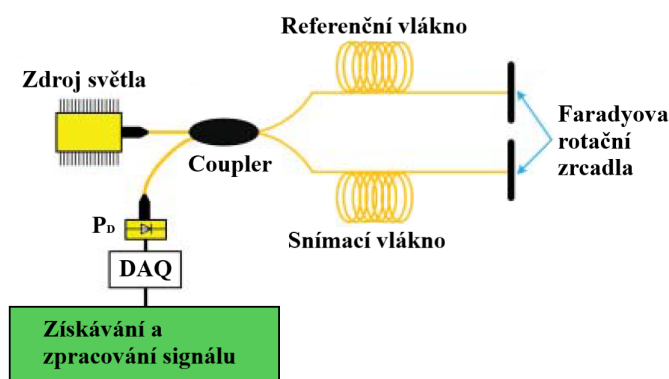 Referenční vlákno
Zdroj světla
Faradyova
rotační
zrcadla
Coupler
Snímací vlákno
PD
DAQ
Získávání a
zpracování signálu